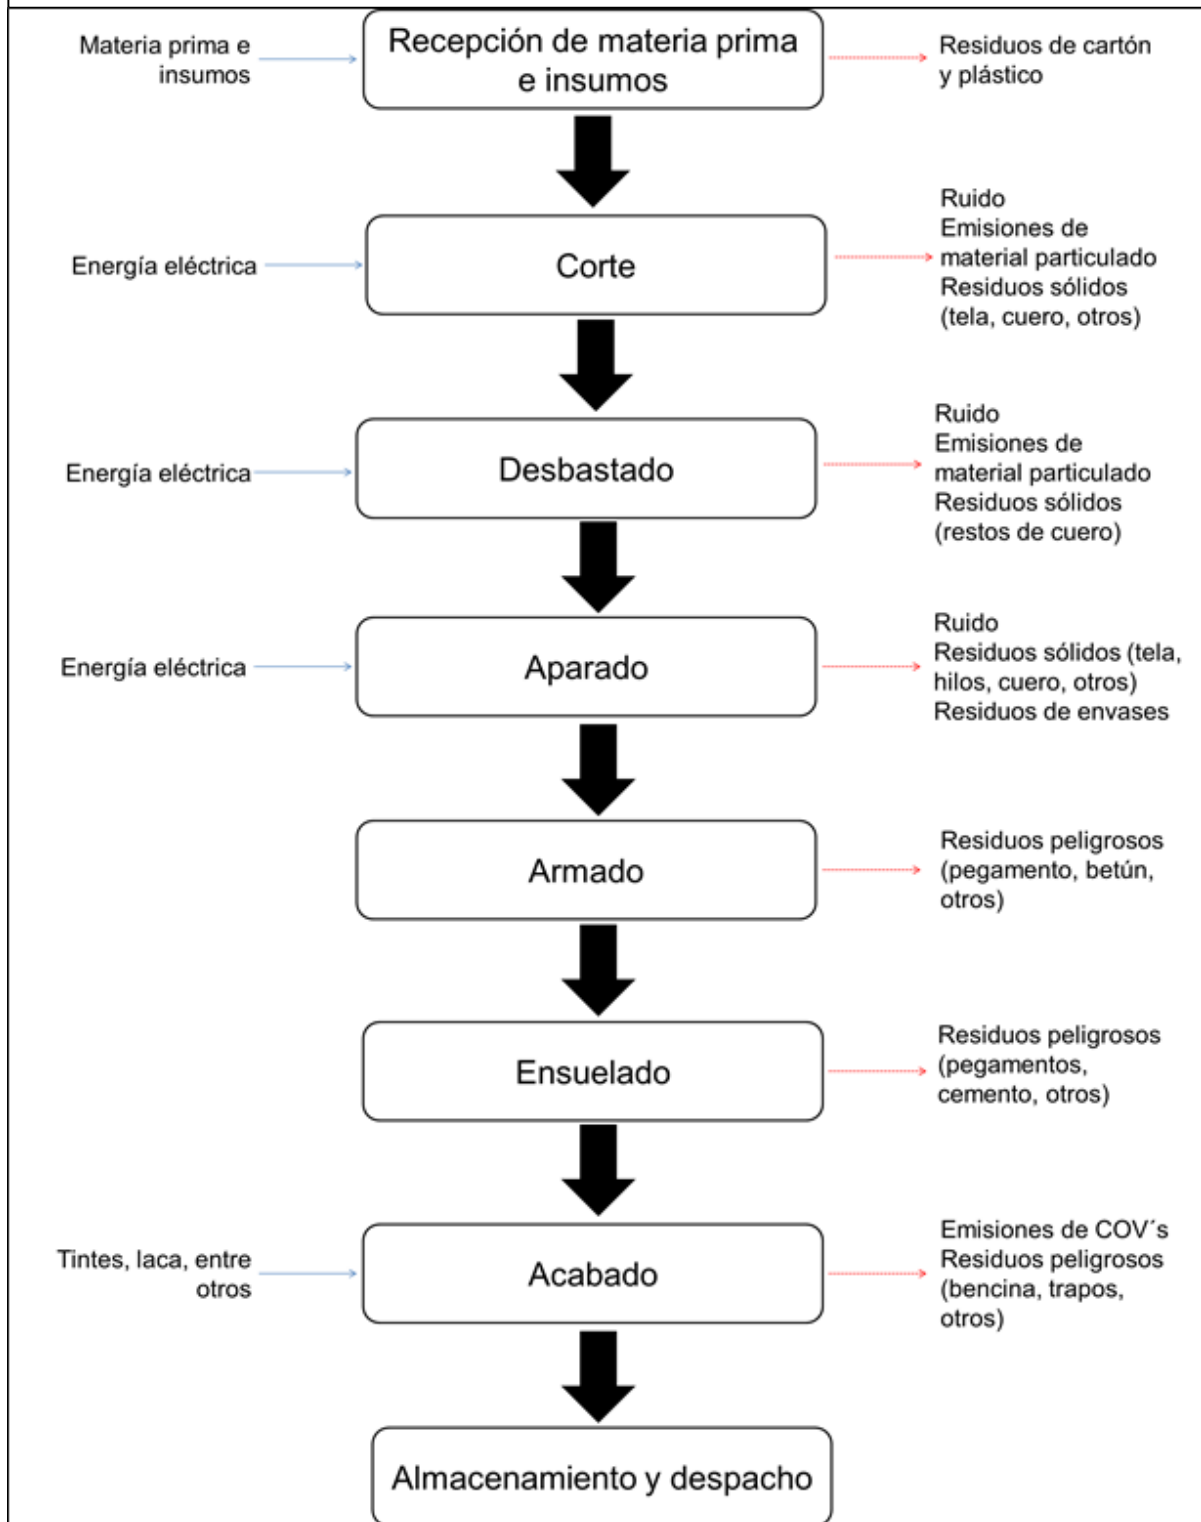 Materia prima e
insumos
Recepción de materia prima
e insumos
Residuos de cartón
y plástico
Energía eléctrica
Corte
Ruido
Emisiones de
material particulado
Residuos sólidos
(tela, cuero, otros)
Energía eléctrica
Desbastado
Ruido
Emisiones de
material particulado
Residuos sólidos
(restos de cuero)
Energía eléctrica
Aparado
Ruido
Residuos sólidos (tela,
hilos, cuero, otros)
Residuos de envases
Armado
Residuos peligrosos
(pegamento, betún,
otros)
Ensuelado
Residuos peligrosos
(pegamentos,
cemento, otros)
Tintes, laca, entre
otros
Acabado
Emisiones de COV´s
Residuos peligrosos
(bencina, trapos,
otros)
Almacenamiento y despacho